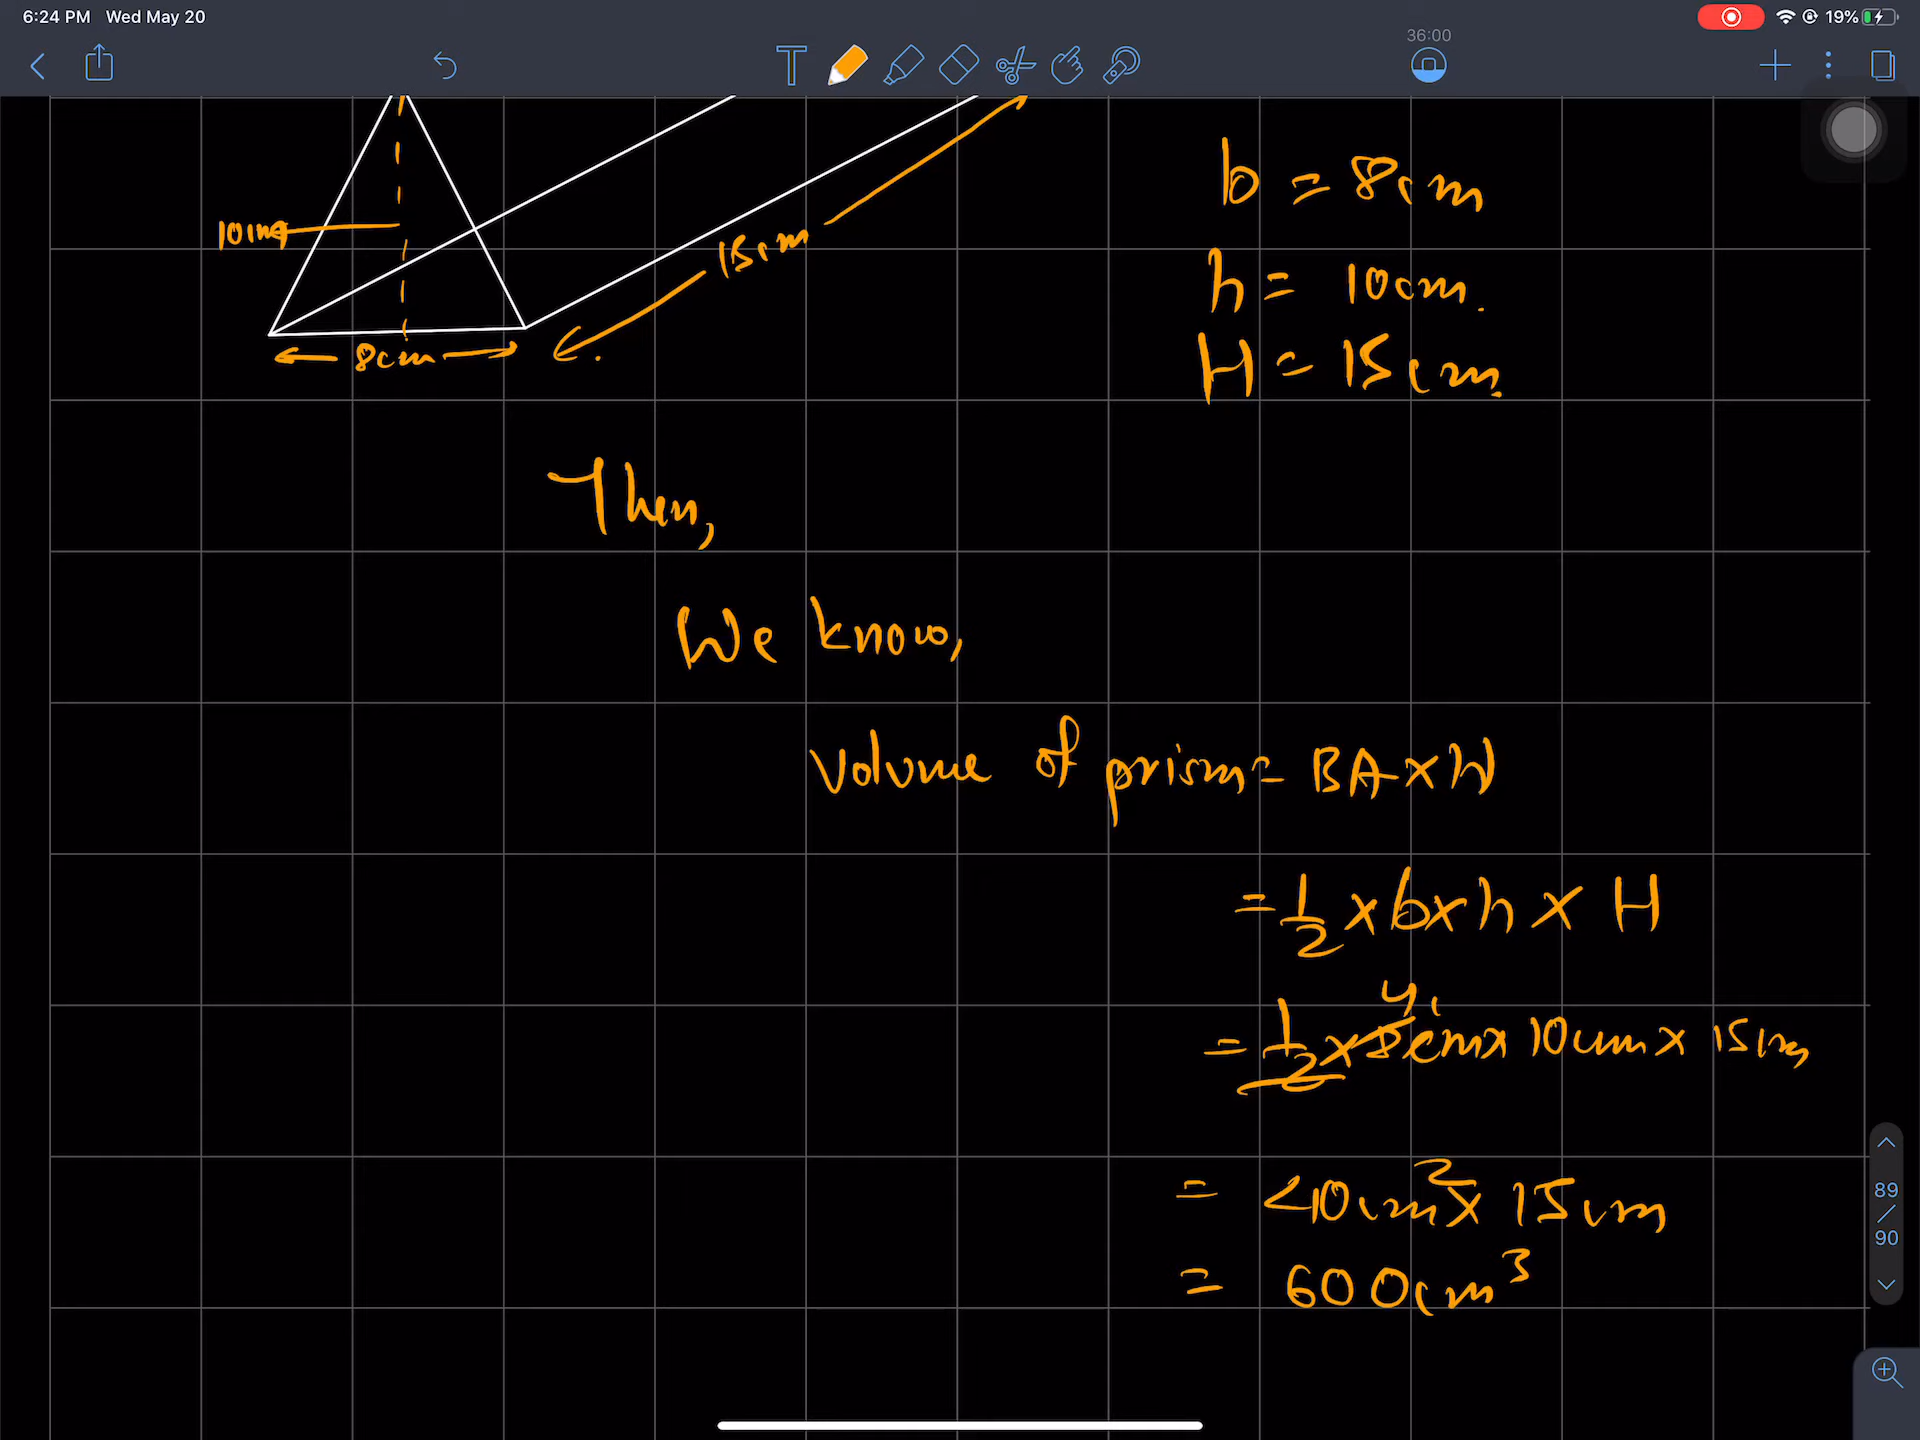 6:24 PM Wed May 20
19%
36:00
b = 8cm
10cm
15cm
h = 10cm.
H = 15cm.
8cm
Then,
We know,
Volume of prism = BA×H
= 1/2 × b × h × H
4
= 1/2 × 8cm × 10cm × 15cm
= 40cm² × 15cm
= 600cm³
89
/
90